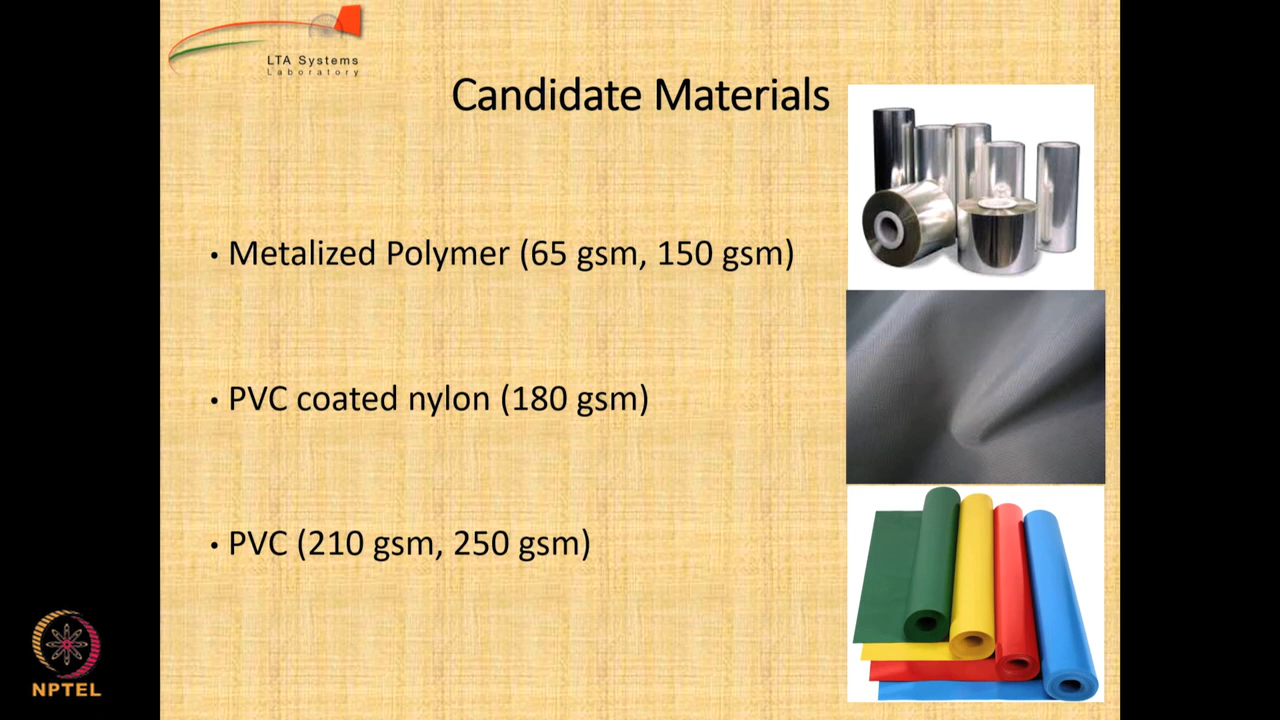 LTA Systems
Laboratory
Candidate Materials
• Metalized Polymer (65 gsm, 150 gsm)
• PVC coated nylon (180 gsm)
• PVC (210 gsm, 250 gsm)
NPTEL